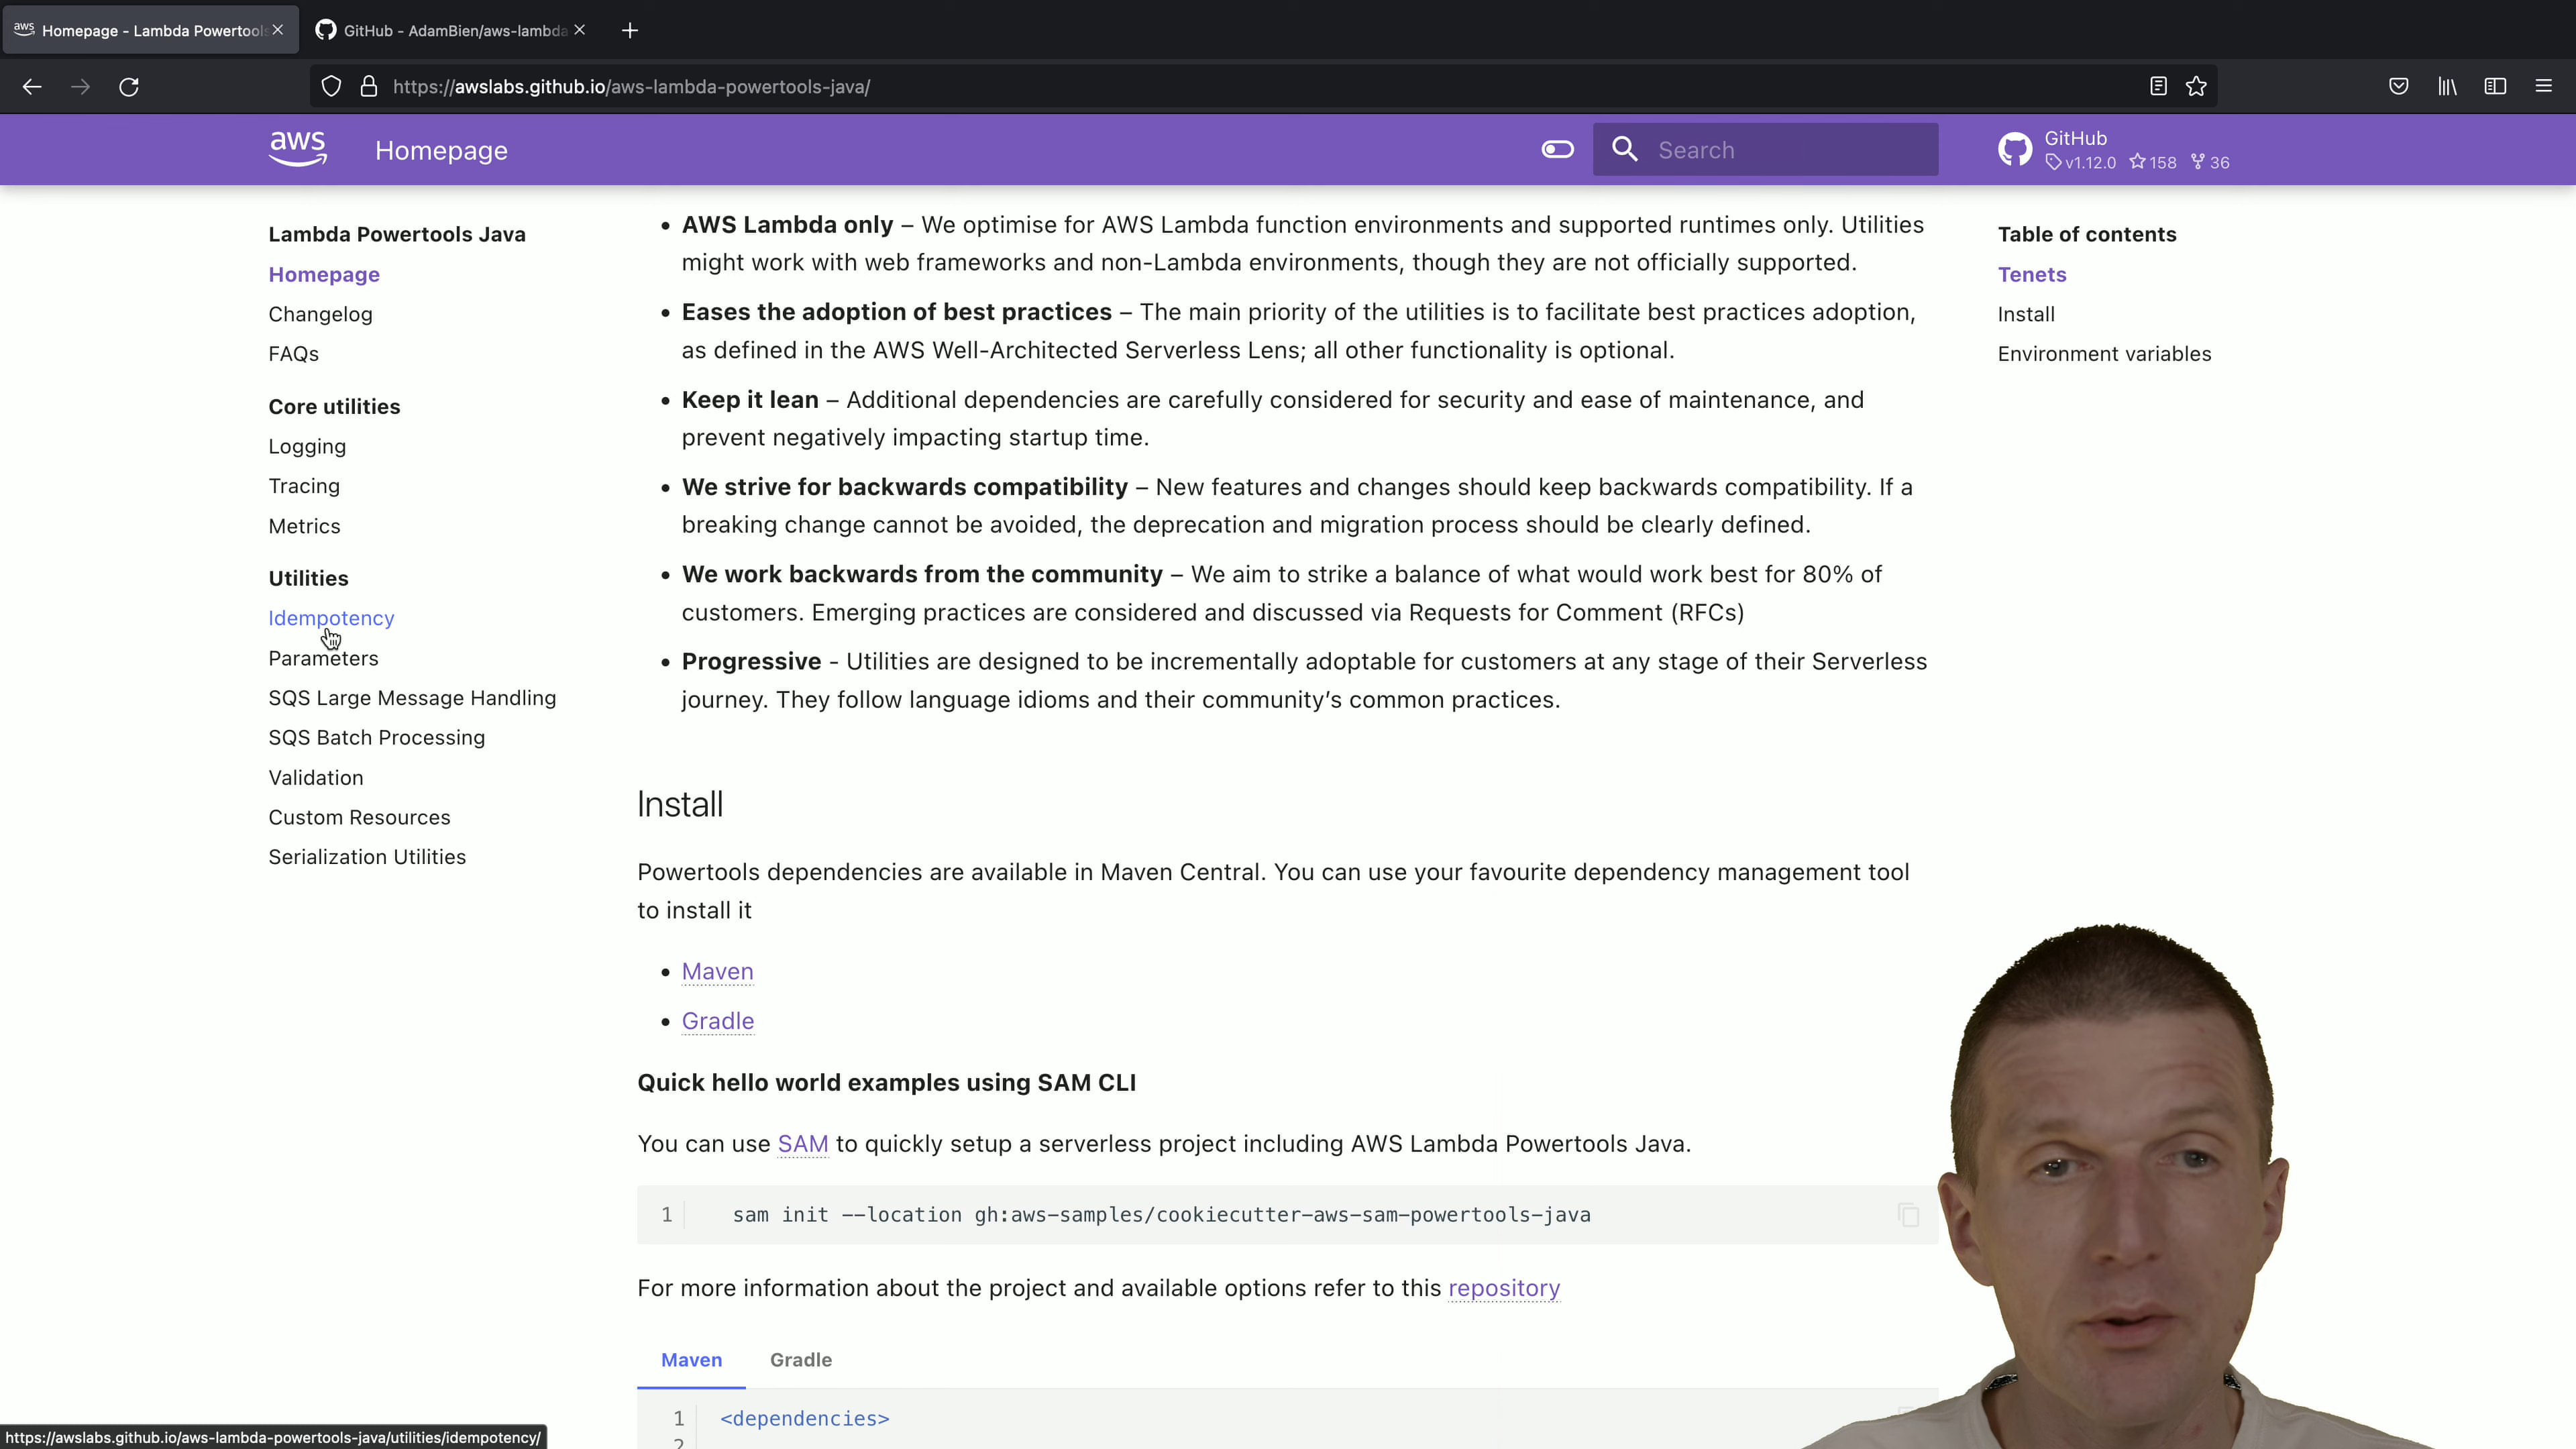 aws Homepage - Lambda Powertools
GitHub - AdamBien/aws-lambda
https://awslabs.github.io/aws-lambda-powertools-java/
aws Homepage
Search
GitHub
v1.12.0 158 36
Lambda Powertools Java
Homepage
Changelog
FAQs
Core utilities
Logging
Tracing
Metrics
Utilities
Idempotency
Parameters
SQS Large Message Handling
SQS Batch Processing
Validation
Custom Resources
Serialization Utilities
• AWS Lambda only – We optimise for AWS Lambda function environments and supported runtimes only. Utilities
might work with web frameworks and non-Lambda environments, though they are not officially supported.
• Eases the adoption of best practices – The main priority of the utilities is to facilitate best practices adoption,
as defined in the AWS Well-Architected Serverless Lens; all other functionality is optional.
• Keep it lean – Additional dependencies are carefully considered for security and ease of maintenance, and
prevent negatively impacting startup time.
• We strive for backwards compatibility – New features and changes should keep backwards compatibility. If a
breaking change cannot be avoided, the deprecation and migration process should be clearly defined.
• We work backwards from the community – We aim to strike a balance of what would work best for 80% of
customers. Emerging practices are considered and discussed via Requests for Comment (RFCs)
• Progressive - Utilities are designed to be incrementally adoptable for customers at any stage of their Serverless
journey. They follow language idioms and their community’s common practices.
Install
Powertools dependencies are available in Maven Central. You can use your favourite dependency management tool
to install it
• Maven
• Gradle
Quick hello world examples using SAM CLI
You can use SAM to quickly setup a serverless project including AWS Lambda Powertools Java.
1 sam init --location gh:aws-samples/cookiecutter-aws-sam-powertools-java
For more information about the project and available options refer to this repository
Maven Gradle
1 <dependencies>
2
Table of contents
Tenets
Install
Environment variables
https://awslabs.github.io/aws-lambda-powertools-java/utilities/idempotency/